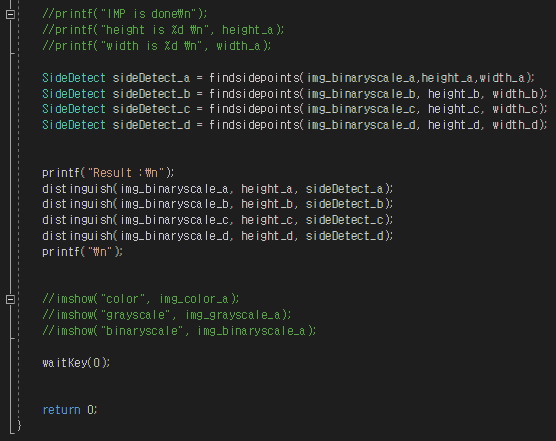 //printf("IMP is done₩n");
//printf("height is %d ₩n", height_a);
//printf("width is %d ₩n", width_a);
SideDetect sideDetect_a = findsidepoints(img_binaryscale_a,height_a,width_a);
SideDetect sideDetect_b = findsidepoints(img_binaryscale_b, height_b, width_b);
SideDetect sideDetect_c = findsidepoints(img_binaryscale_c, height_c, width_c);
SideDetect sideDetect_d = findsidepoints(img_binaryscale_d, height_d, width_d);
printf("Result :₩n");
distinguish(img_binaryscale_a, height_a, sideDetect_a);
distinguish(img_binaryscale_b, height_b, sideDetect_b);
distinguish(img_binaryscale_c, height_c, sideDetect_c);
distinguish(img_binaryscale_d, height_d, sideDetect_d);
printf("₩n");
//imshow("color", img_color_a);
//imshow("grayscale", img_grayscale_a);
//imshow("binaryscale", img_binaryscale_a);
waitKey(0);
return 0;
}